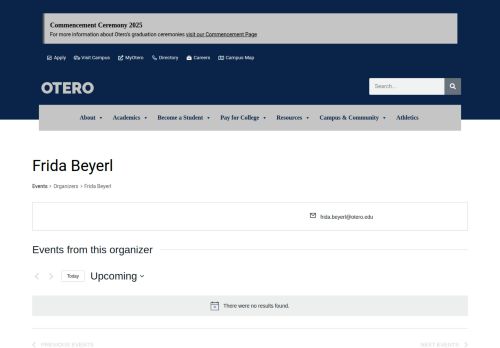 Commencement Ceremony 2025
For more information about Otero's graduation ceremonies visit our Commencement Page
Apply Visit Campus MyOtero Directory Careers Campus Map
OTERO
Search...
About Academics Become a Student Pay for College Resources Campus & Community Athletics
Frida Beyerl
Events > Organizers > Frida Beyerl
frida.beyerl@otero.edu
Events from this organizer
Today Upcoming
There were no results found.
PREVIOUS EVENTS NEXT EVENTS